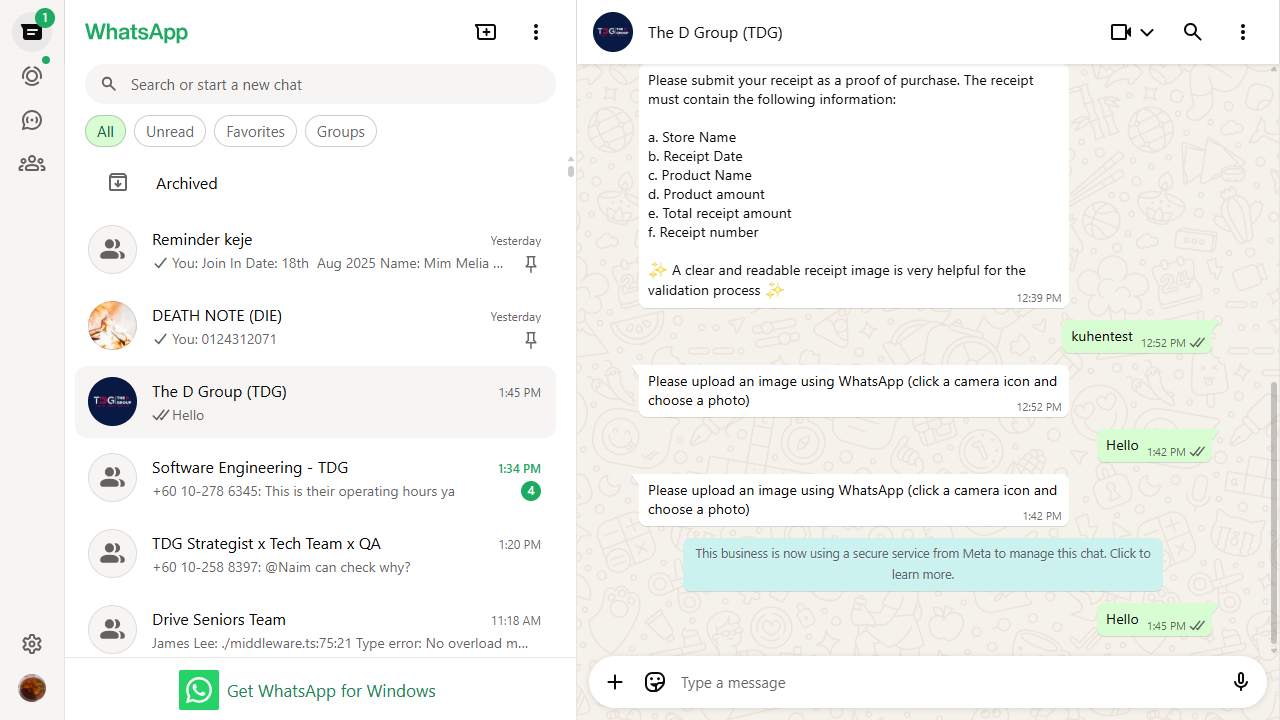 1
WhatsApp
Search or start a new chat
All
Unread
Favorites
Groups
Archived
Reminder keje
Yesterday
You: Join In Date: 18th  Aug 2025 Name: Mim Melia ...
DEATH NOTE (DIE)
Yesterday
You: 0124312071
The D Group (TDG)
1:45 PM
Hello
Software Engineering - TDG
1:34 PM
+60 10-278 6345: This is their operating hours ya
4
TDG Strategist x Tech Team x QA
1:20 PM
+60 10-258 8397: @Naim can check why?
Drive Seniors Team
11:18 AM
James Lee: ./middleware.ts:75:21 Type error: No overload m...
Get WhatsApp for Windows
The D Group (TDG)
Please submit your receipt as a proof of purchase. The receipt
must contain the following information:
a. Store Name
b. Receipt Date
c. Product Name
d. Product amount
e. Total receipt amount
f. Receipt number
✨ A clear and readable receipt image is very helpful for the
validation process ✨
12:39 PM
kuhentest
12:52 PM
Please upload an image using WhatsApp (click a camera icon and
choose a photo)
12:52 PM
Hello
1:42 PM
Please upload an image using WhatsApp (click a camera icon and
choose a photo)
1:42 PM
This business is now using a secure service from Meta to manage this chat. Click to
learn more.
Hello
1:45 PM
Type a message